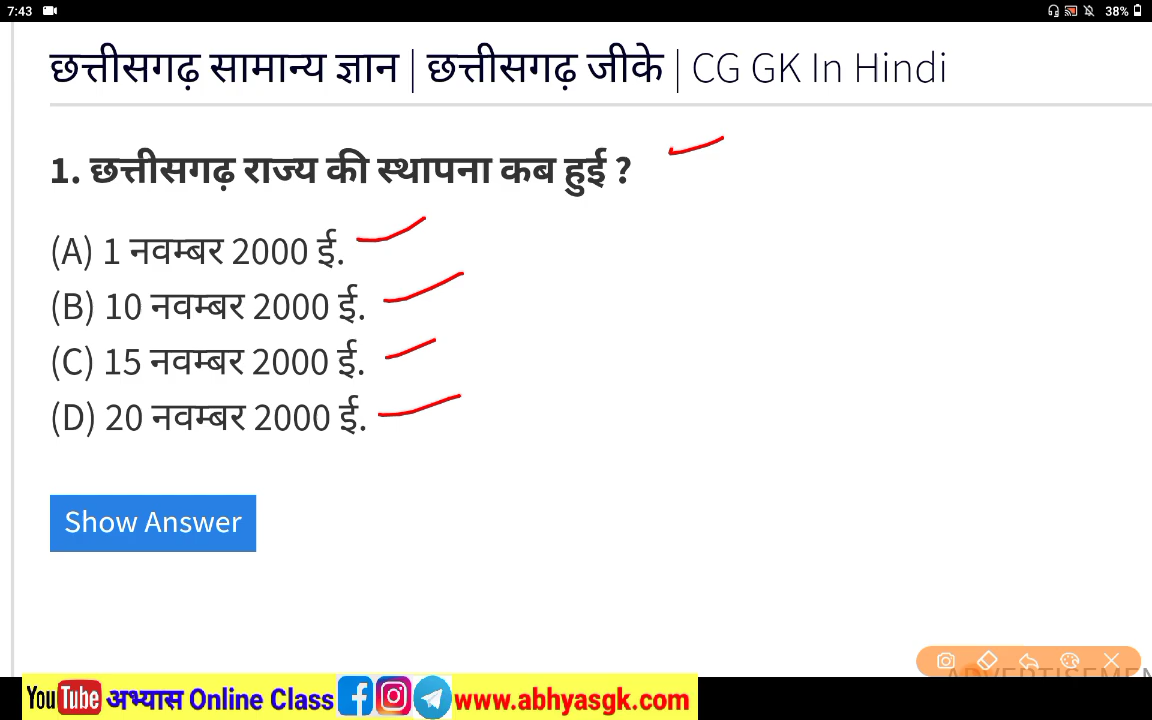 7:43 38%
छत्तीसगढ़ सामान्य ज्ञान | छत्तीसगढ़ जीके | CG GK In Hindi
1. छत्तीसगढ़ राज्य की स्थापना कब हुई ?
(A) 1 नवम्बर 2000 ई.
(B) 10 नवम्बर 2000 ई.
(C) 15 नवम्बर 2000 ई.
(D) 20 नवम्बर 2000 ई.
Show Answer
ADVERTISEMEN
YouTube अभ्यास Online Class www.abhyasgk.com